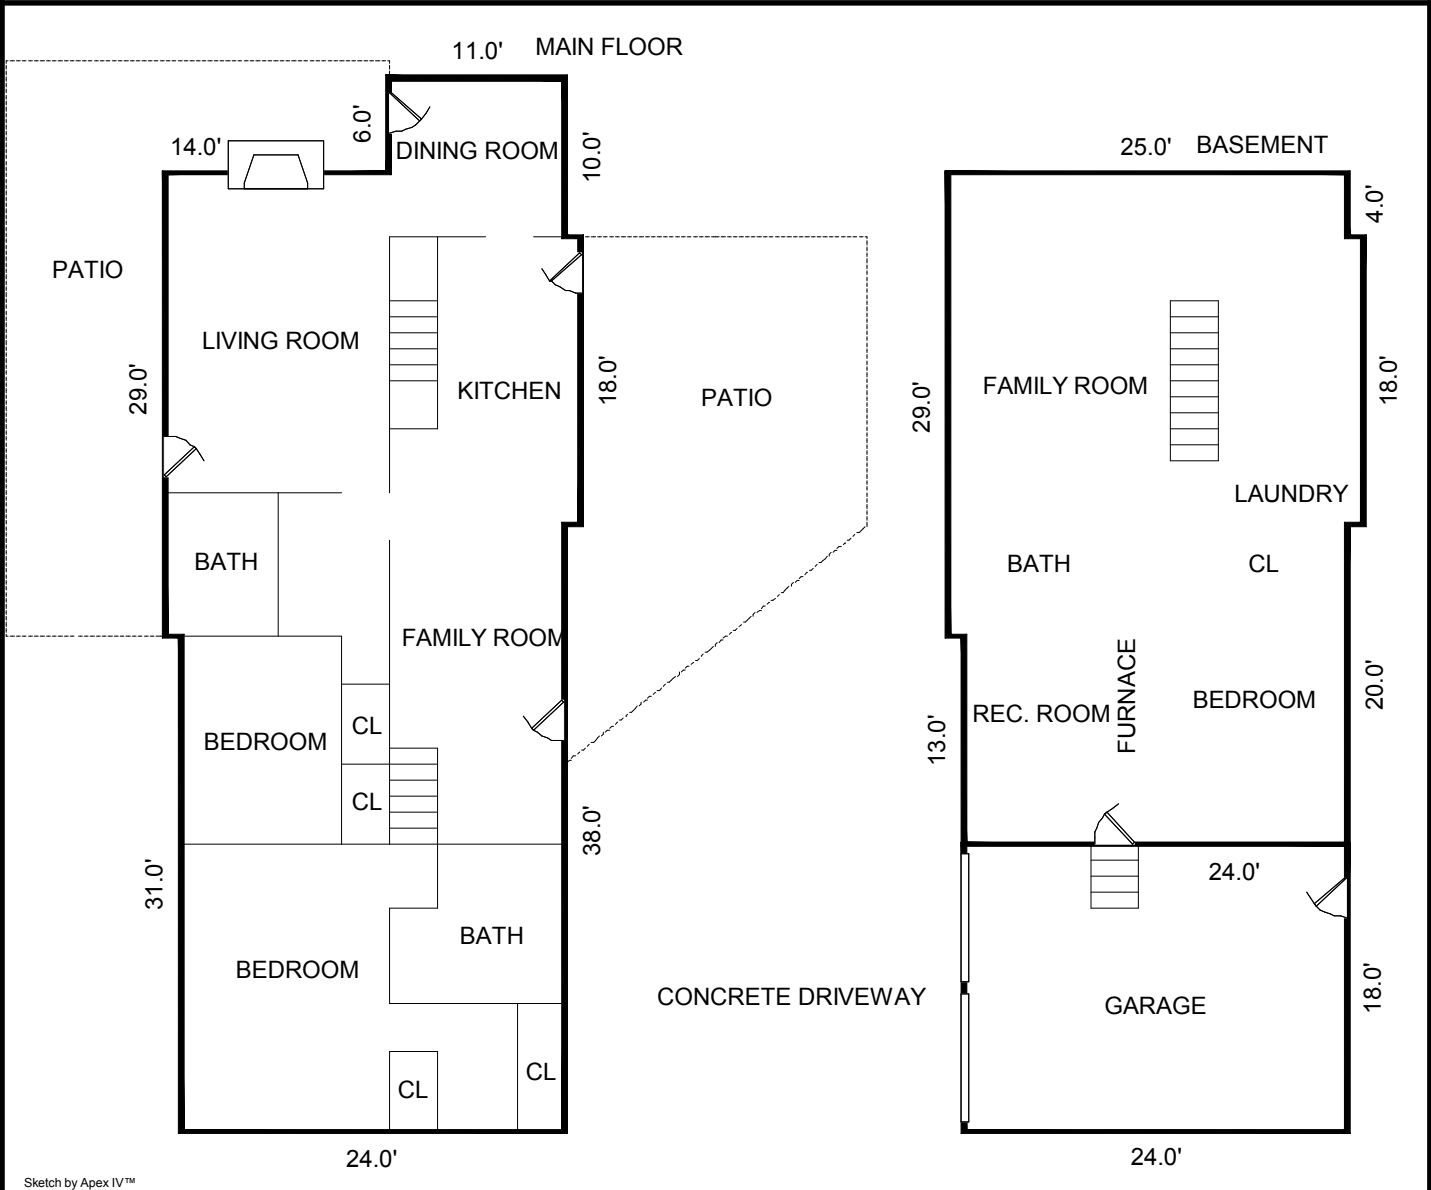 11.0' MAIN FLOOR
6.0'
14.0'
DINING ROOM
10.0'
PATIO
LIVING ROOM
29.0'
KITCHEN
18.0'
PATIO
BATH
FAMILY ROOM
BEDROOM
CL
CL
38.0'
31.0'
BATH
BEDROOM
CL
CL
24.0'
CONCRETE DRIVEWAY
25.0' BASEMENT
4.0'
FAMILY ROOM
29.0'
18.0'
LAUNDRY
BATH
CL
FURNACE
REC. ROOM
BEDROOM
20.0'
13.0'
24.0'
GARAGE
18.0'
24.0'
Sketch by Apex IV™